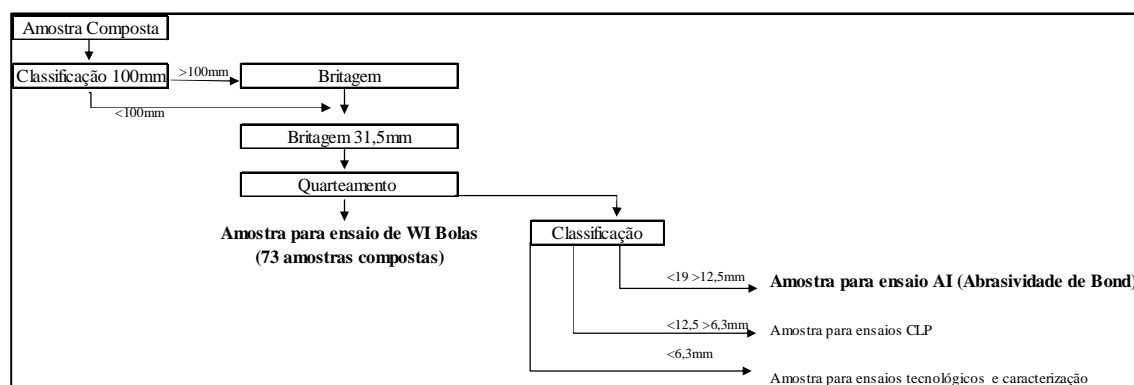 Amostra Composta
Classificação 100mm
>100mm
Britagem
<100mm
Britagem 31,5mm
Quarteamento
Amostra para ensaio de WI Bolas
(73 amostras compostas)
Classificação
<19 >12,5mm
Amostra para ensaio AI (Abrasividade de Bond)
<12,5 >6,3mm
Amostra para ensaios CLP
<6,3mm
Amostra para ensaios tecnológicos e caracterização